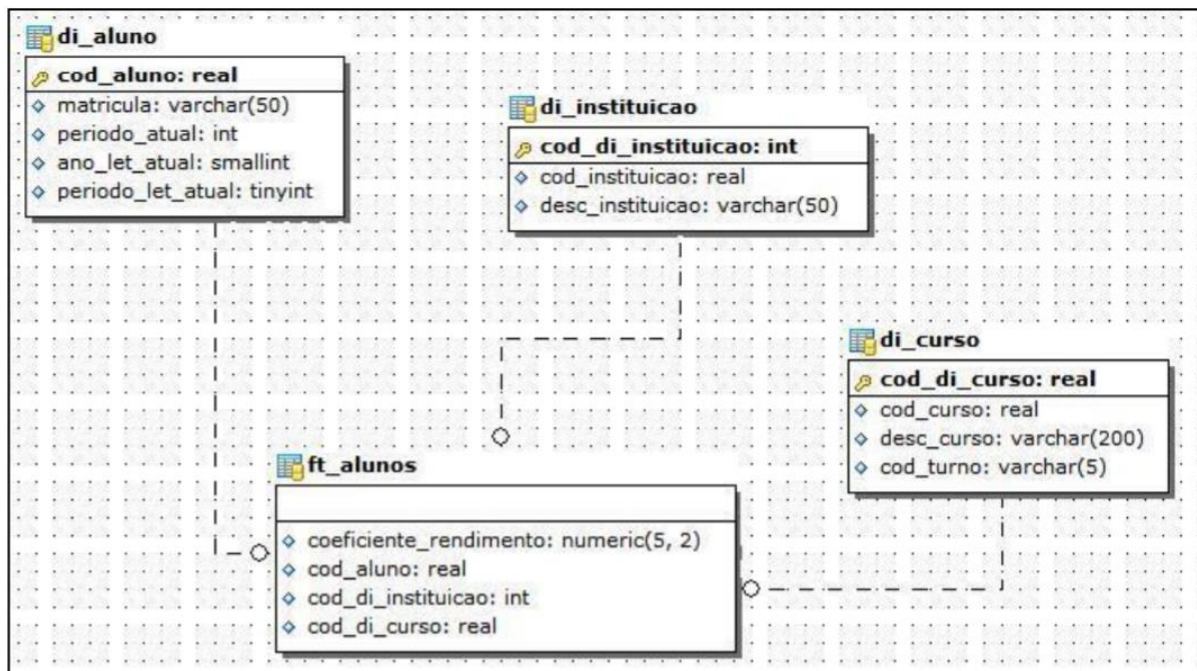 di_aluno
cod_aluno: real
matricula: varchar(50)
periodo_atual: int
ano_let_atual: smallint
periodo_let_atual: tinyint
di_instituicao
cod_di_instituicao: int
cod_instituicao: real
desc_instituicao: varchar(50)
di_curso
cod_di_curso: real
cod_curso: real
desc_curso: varchar(200)
cod_turno: varchar(5)
ft_alunos
coeficiente_rendimento: numeric(5, 2)
cod_aluno: real
cod_di_instituicao: int
cod_di_curso: real